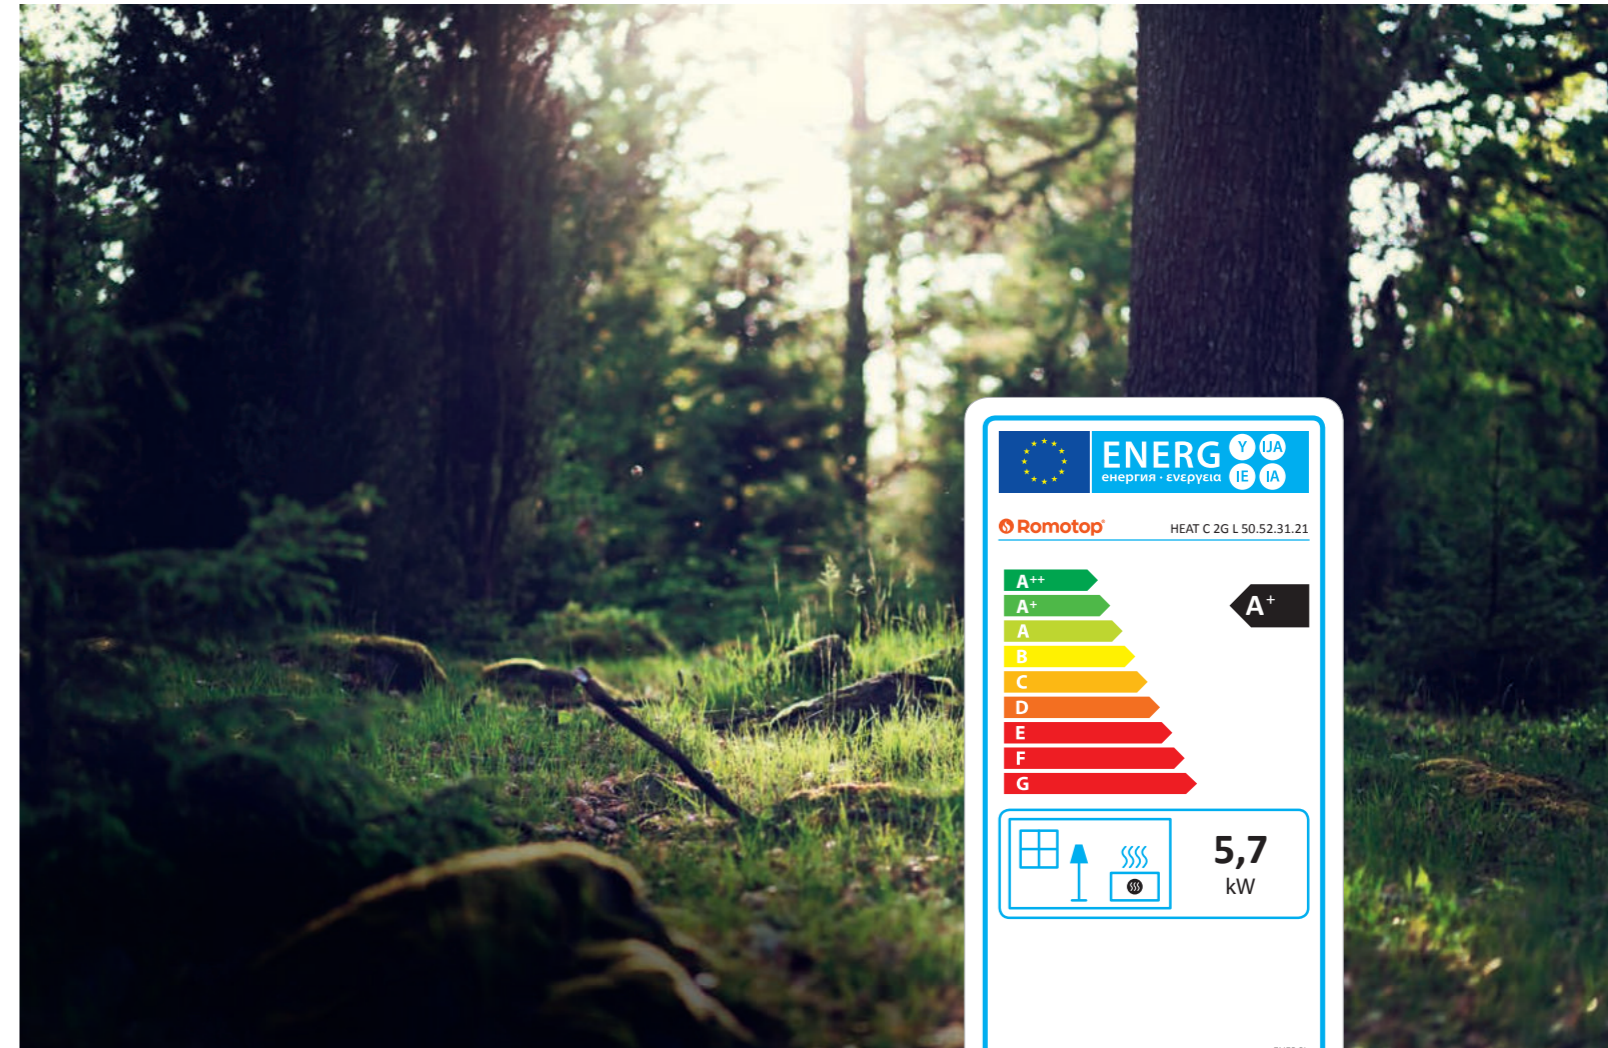 ENERG Y IJA
енергия · ενεργεια IE IA
Romotop® HEAT C 2G L 50.52.31.21
A++
A+
A+
A
B
C
D
E
F
G
5,7
kW